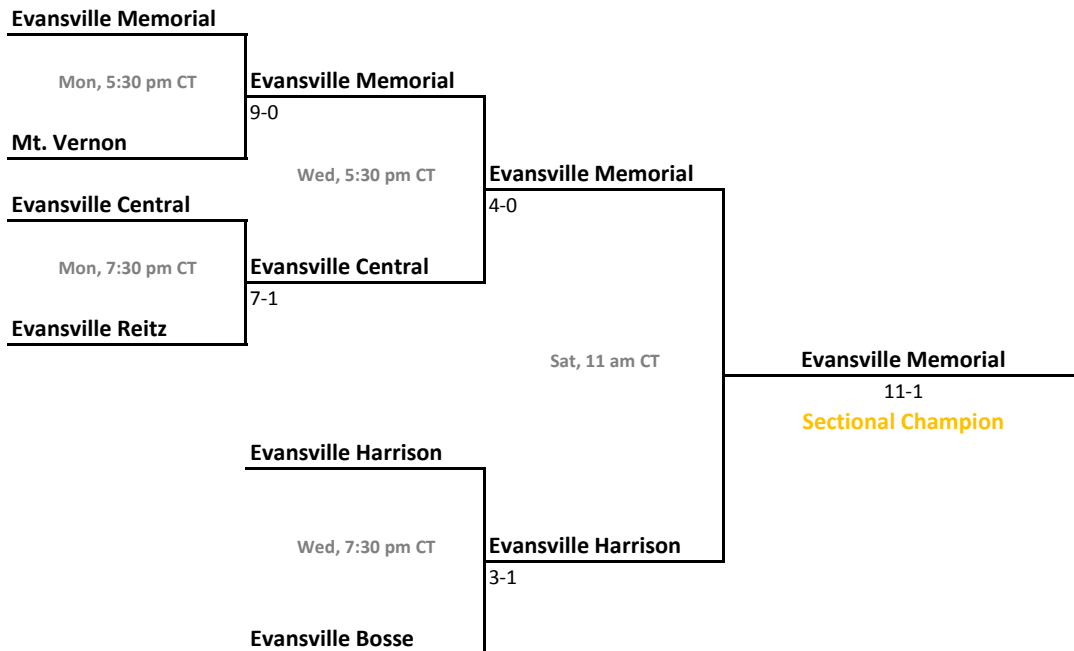 Evansville Memorial
Mon, 5:30 pm CT
Evansville Memorial
9-0
Mt. Vernon
Wed, 5:30 pm CT
Evansville Memorial
4-0
Evansville Central
Mon, 7:30 pm CT
Evansville Central
7-1
Evansville Reitz
Sat, 11 am CT
Evansville Memorial
11-1
Sectional Champion
Evansville Harrison
Wed, 7:30 pm CT
Evansville Harrison
3-1
Evansville Bosse